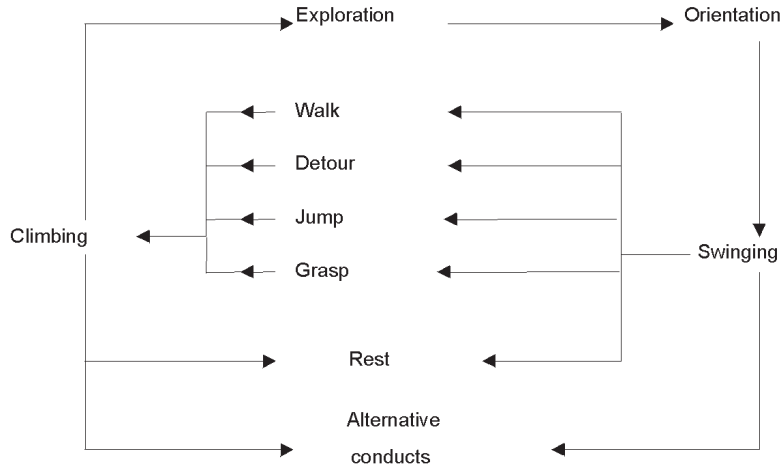 Exploration
Orientation
Walk
Detour
Jump
Climbing
Swinging
Grasp
Rest
Alternative
conducts